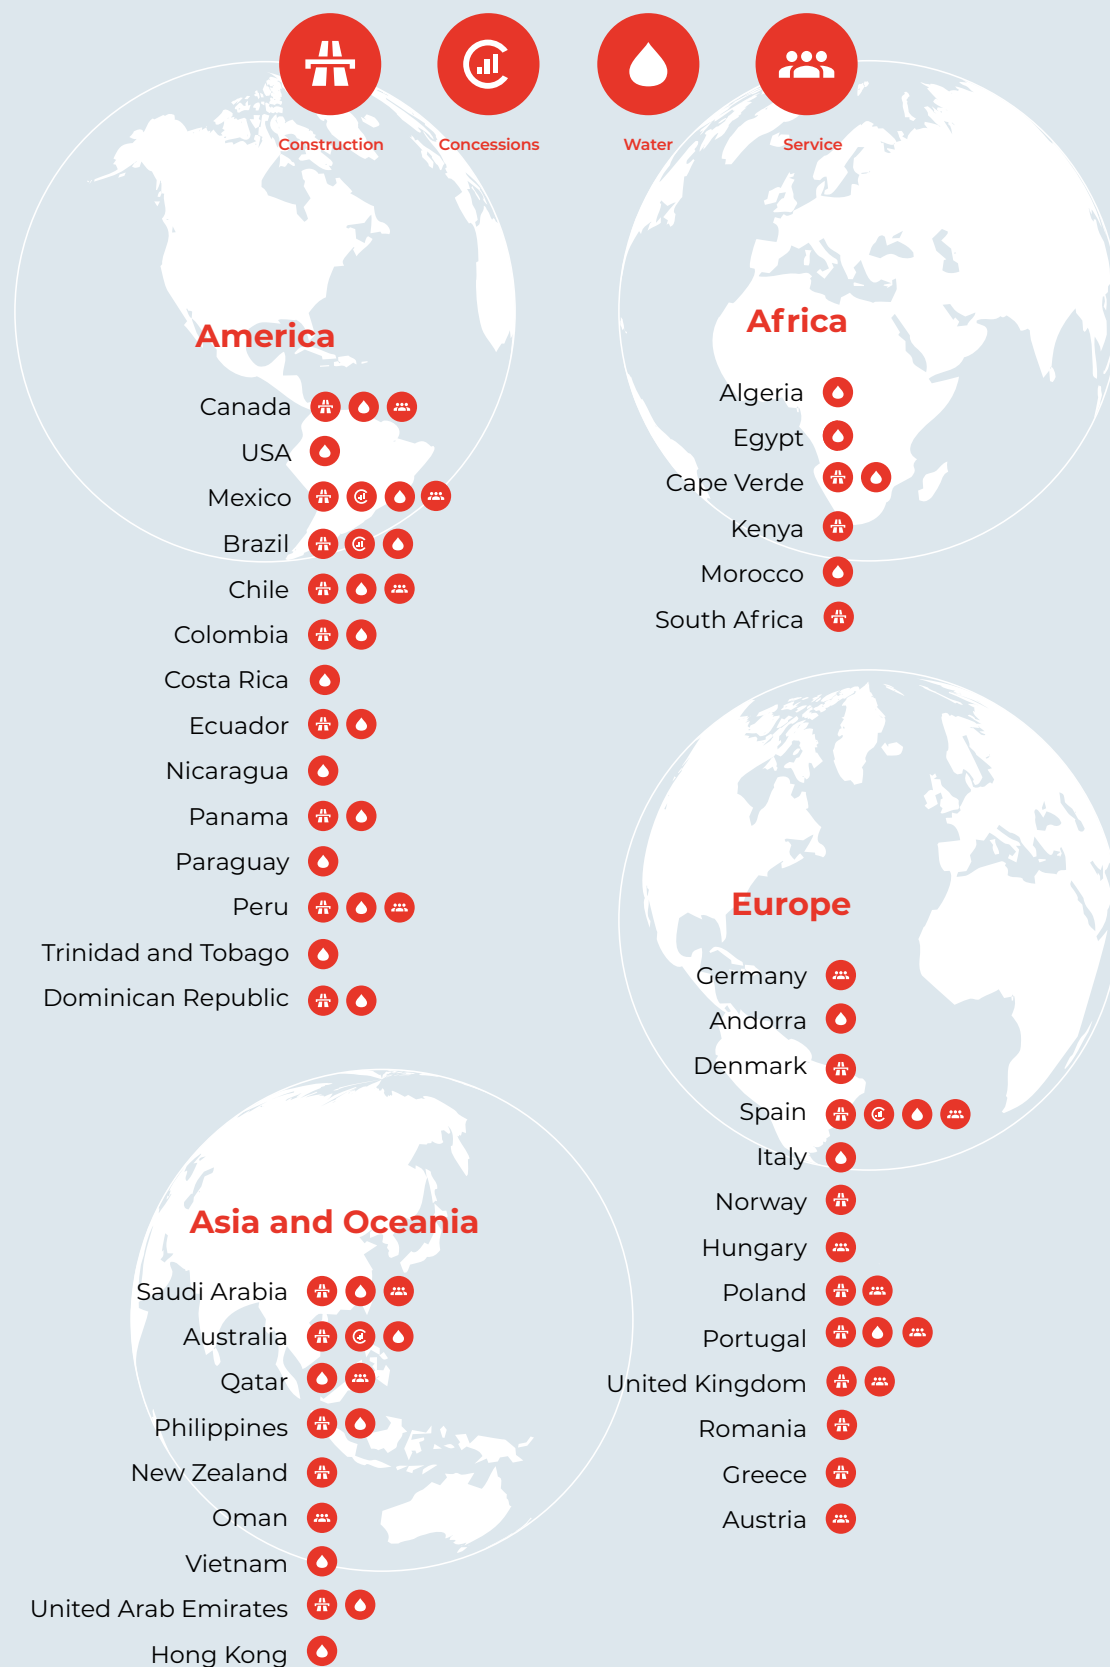 Construction
Concessions
Water
Service
America
Canada
USA
Mexico
Brazil
Chile
Colombia
Costa Rica
Ecuador
Nicaragua
Panama
Paraguay
Peru
Trinidad and Tobago
Dominican Republic
Africa
Algeria
Egypt
Cape Verde
Kenya
Morocco
South Africa
Europe
Germany
Andorra
Denmark
Spain
Italy
Norway
Hungary
Poland
Portugal
United Kingdom
Romania
Greece
Austria
Asia and Oceania
Saudi Arabia
Australia
Qatar
Philippines
New Zealand
Oman
Vietnam
United Arab Emirates
Hong Kong